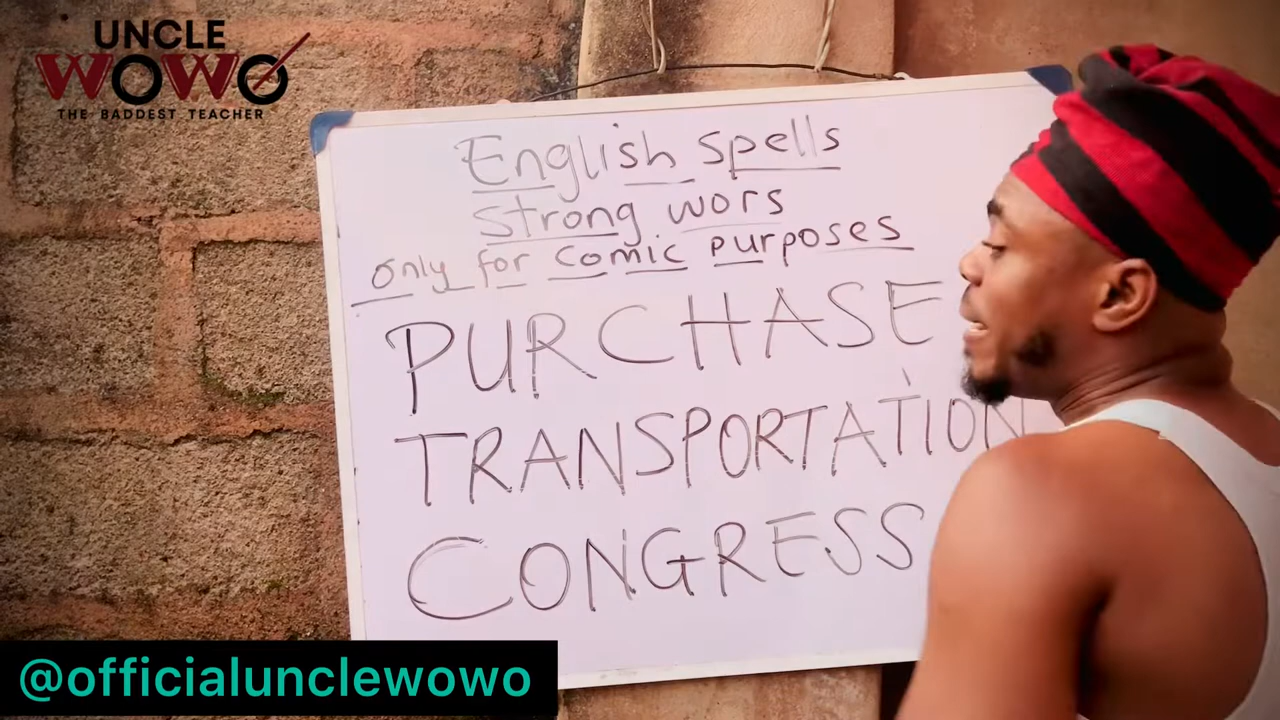 UNCLE
WOWO
THE BADDEST TEACHER
English spells
strong wors
only for comic purposes
PURCHASE
TRANSPORTATION
CONGRESS
@officialunclewowo